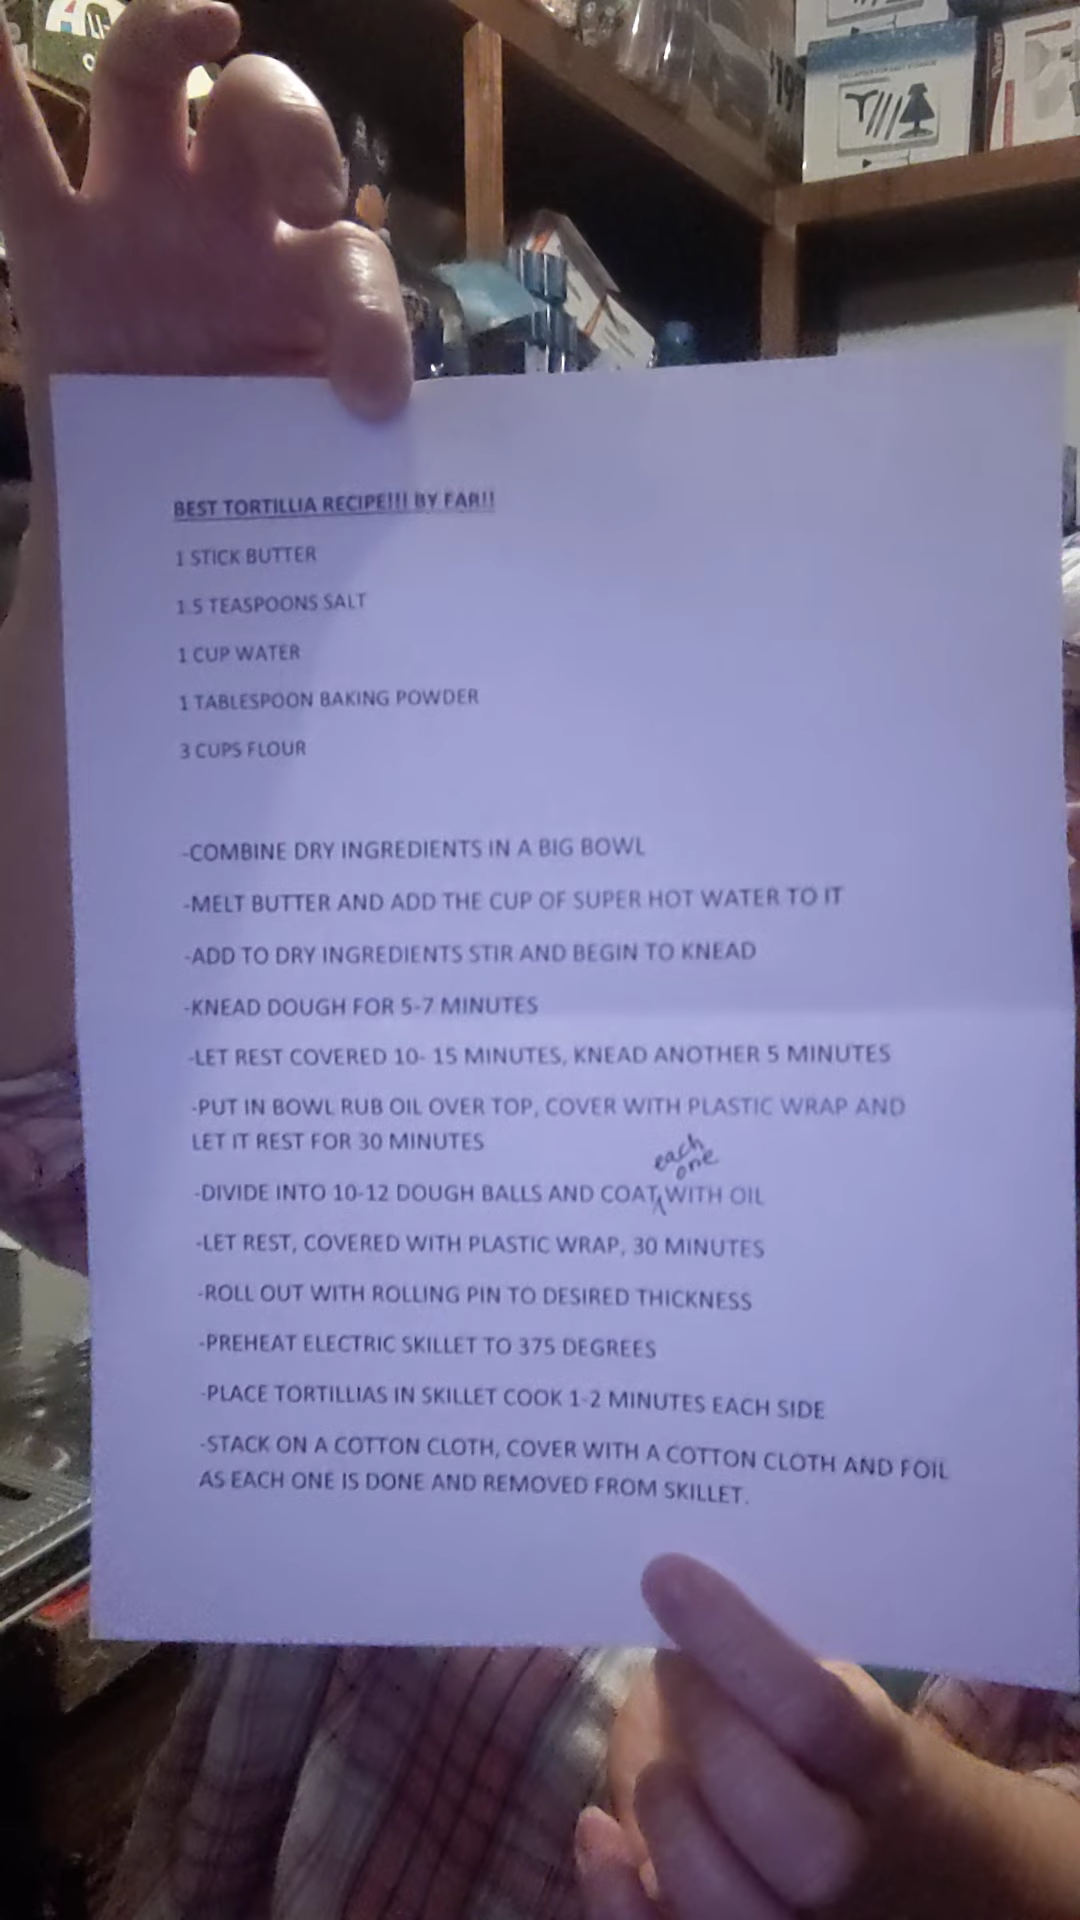 BEST TORTILLIA RECIPE!!! BY FAR!!
1 STICK BUTTER
1.5 TEASPOONS SALT
1 CUP WATER
1 TABLESPOON BAKING POWDER
3 CUPS FLOUR
-COMBINE DRY INGREDIENTS IN A BIG BOWL
-MELT BUTTER AND ADD THE CUP OF SUPER HOT WATER TO IT
-ADD TO DRY INGREDIENTS STIR AND BEGIN TO KNEAD
-KNEAD DOUGH FOR 5-7 MINUTES
-LET REST COVERED 10- 15 MINUTES, KNEAD ANOTHER 5 MINUTES
-PUT IN BOWL RUB OIL OVER TOP, COVER WITH PLASTIC WRAP AND
LET IT REST FOR 30 MINUTES
each
one
-DIVIDE INTO 10-12 DOUGH BALLS AND COAT WITH OIL
-LET REST, COVERED WITH PLASTIC WRAP, 30 MINUTES
-ROLL OUT WITH ROLLING PIN TO DESIRED THICKNESS
-PREHEAT ELECTRIC SKILLET TO 375 DEGREES
-PLACE TORTILLIAS IN SKILLET COOK 1-2 MINUTES EACH SIDE
-STACK ON A COTTON CLOTH, COVER WITH A COTTON CLOTH AND FOIL
AS EACH ONE IS DONE AND REMOVED FROM SKILLET.